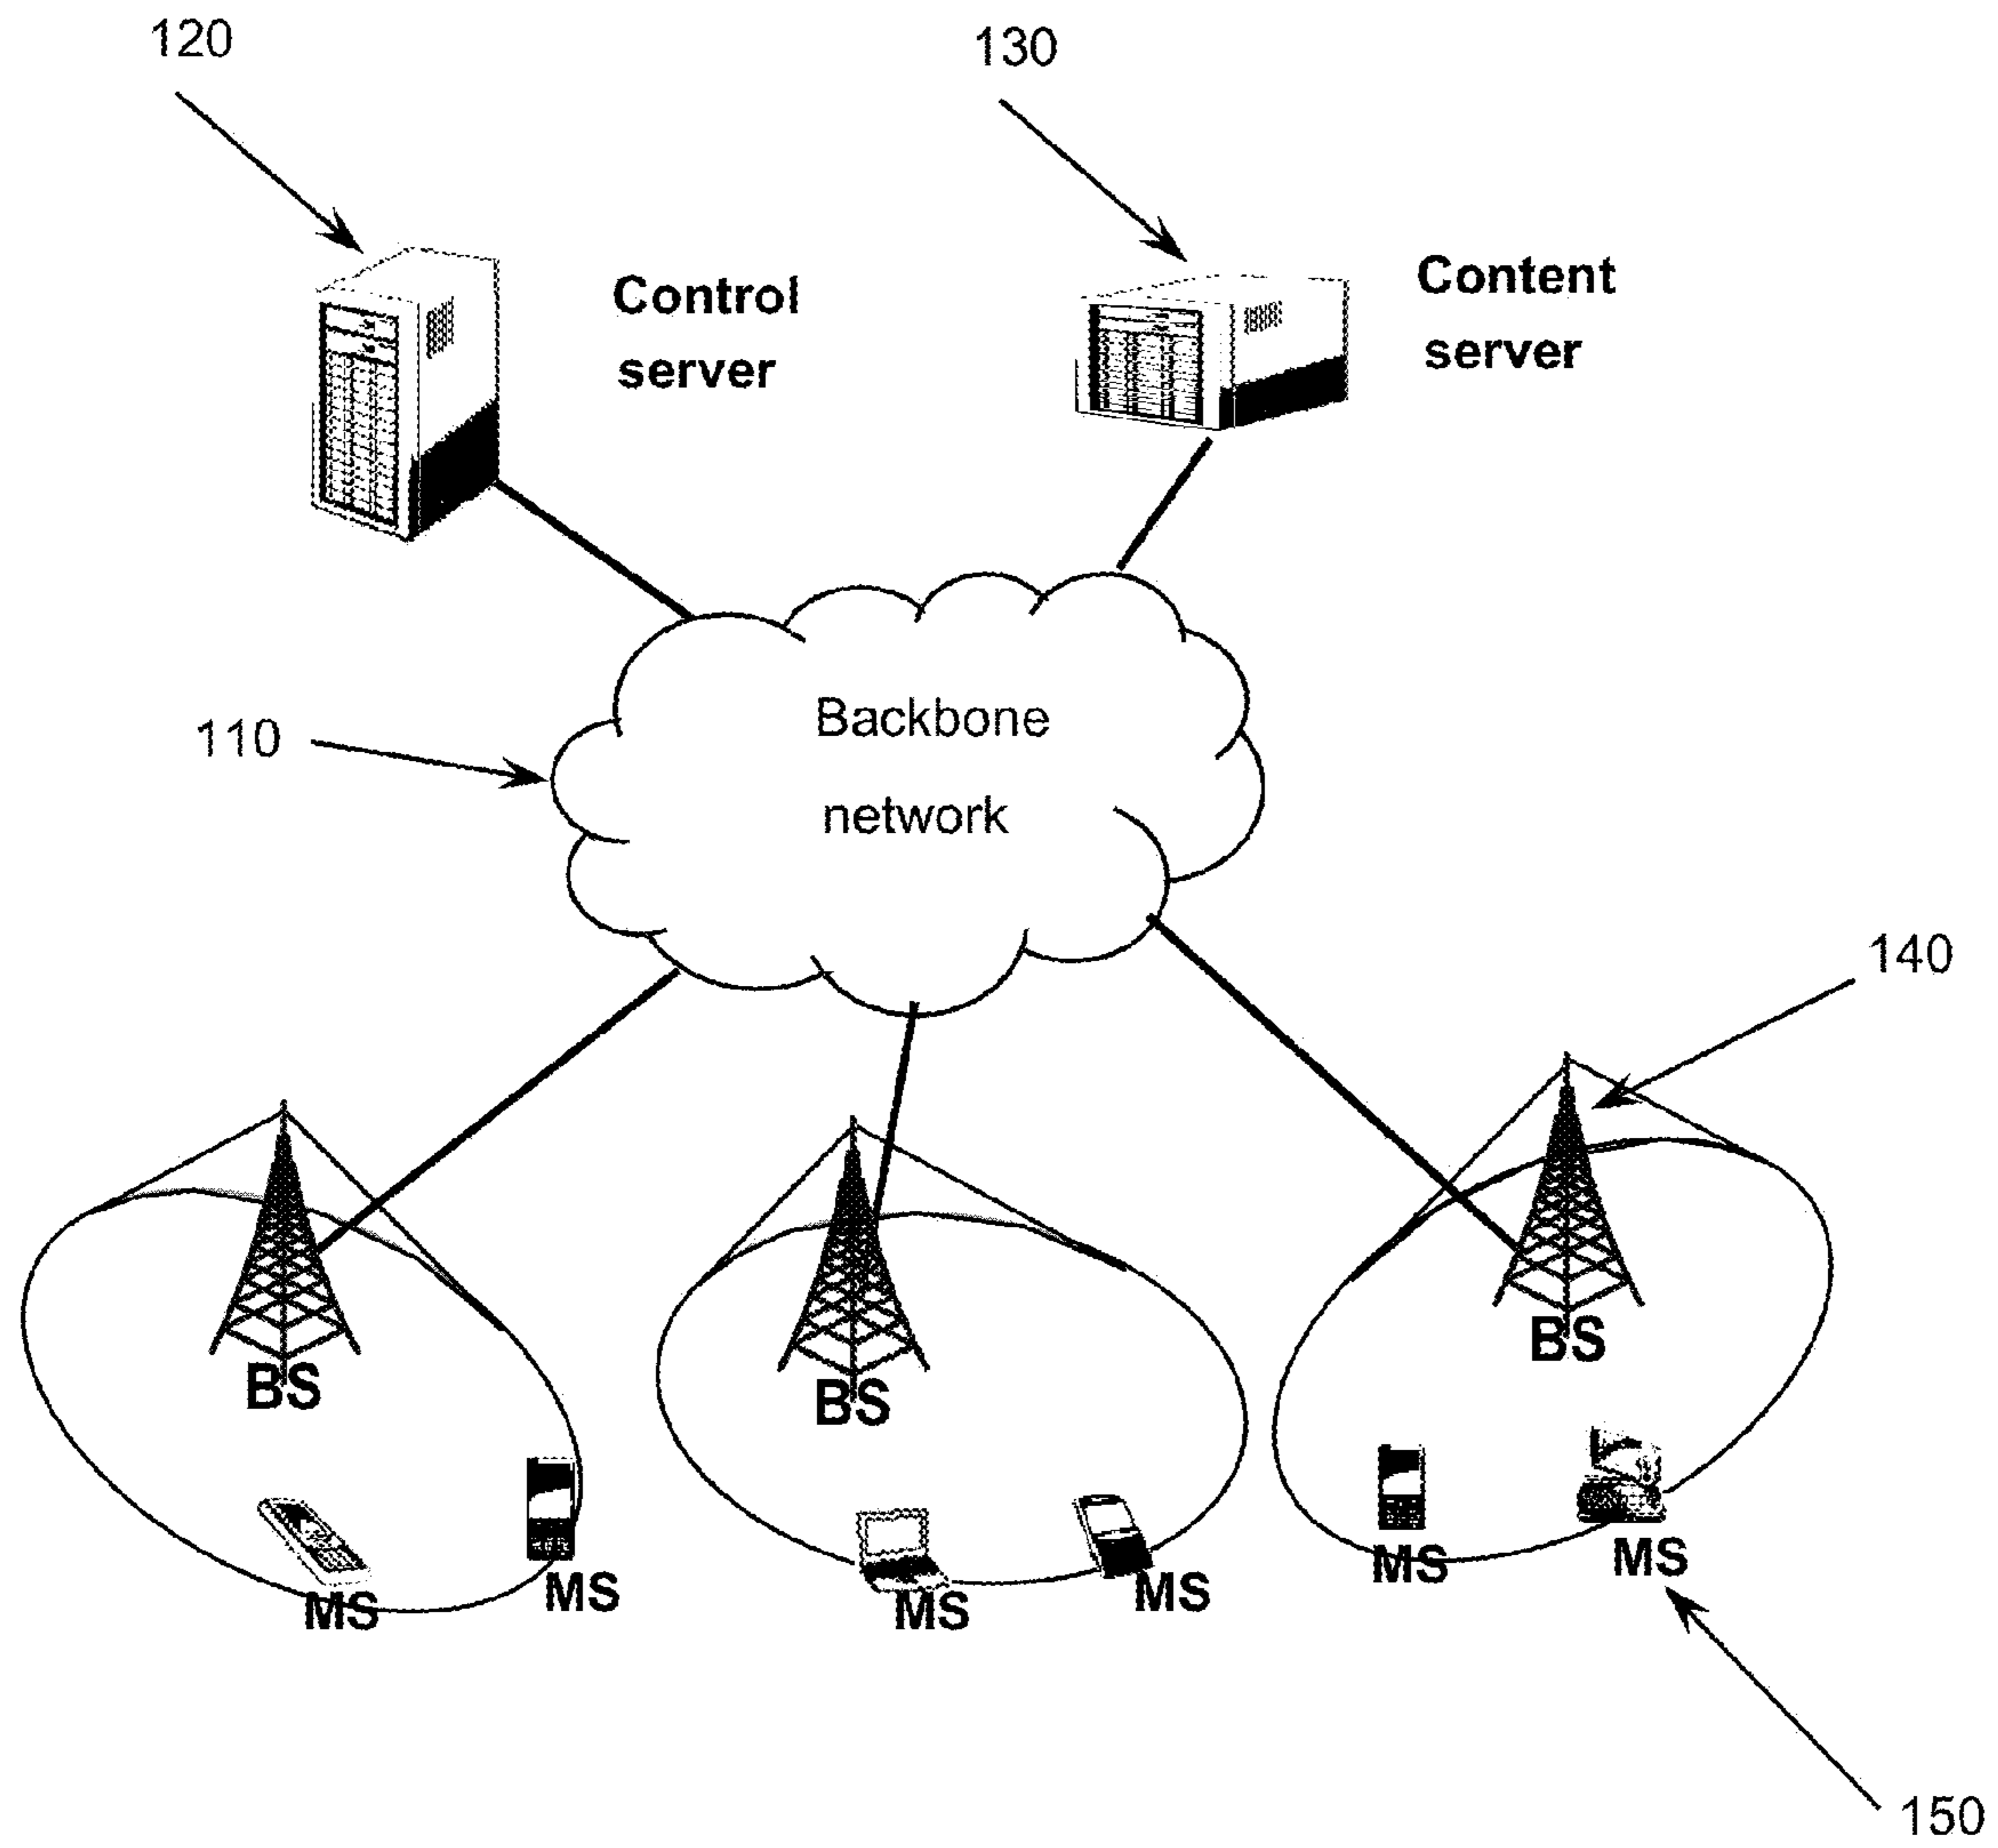 120
130
Control
server
Content
server
Backbone
network
110
140
BS
BS
BS
MS
MS
MS
MS
MS
MS
150